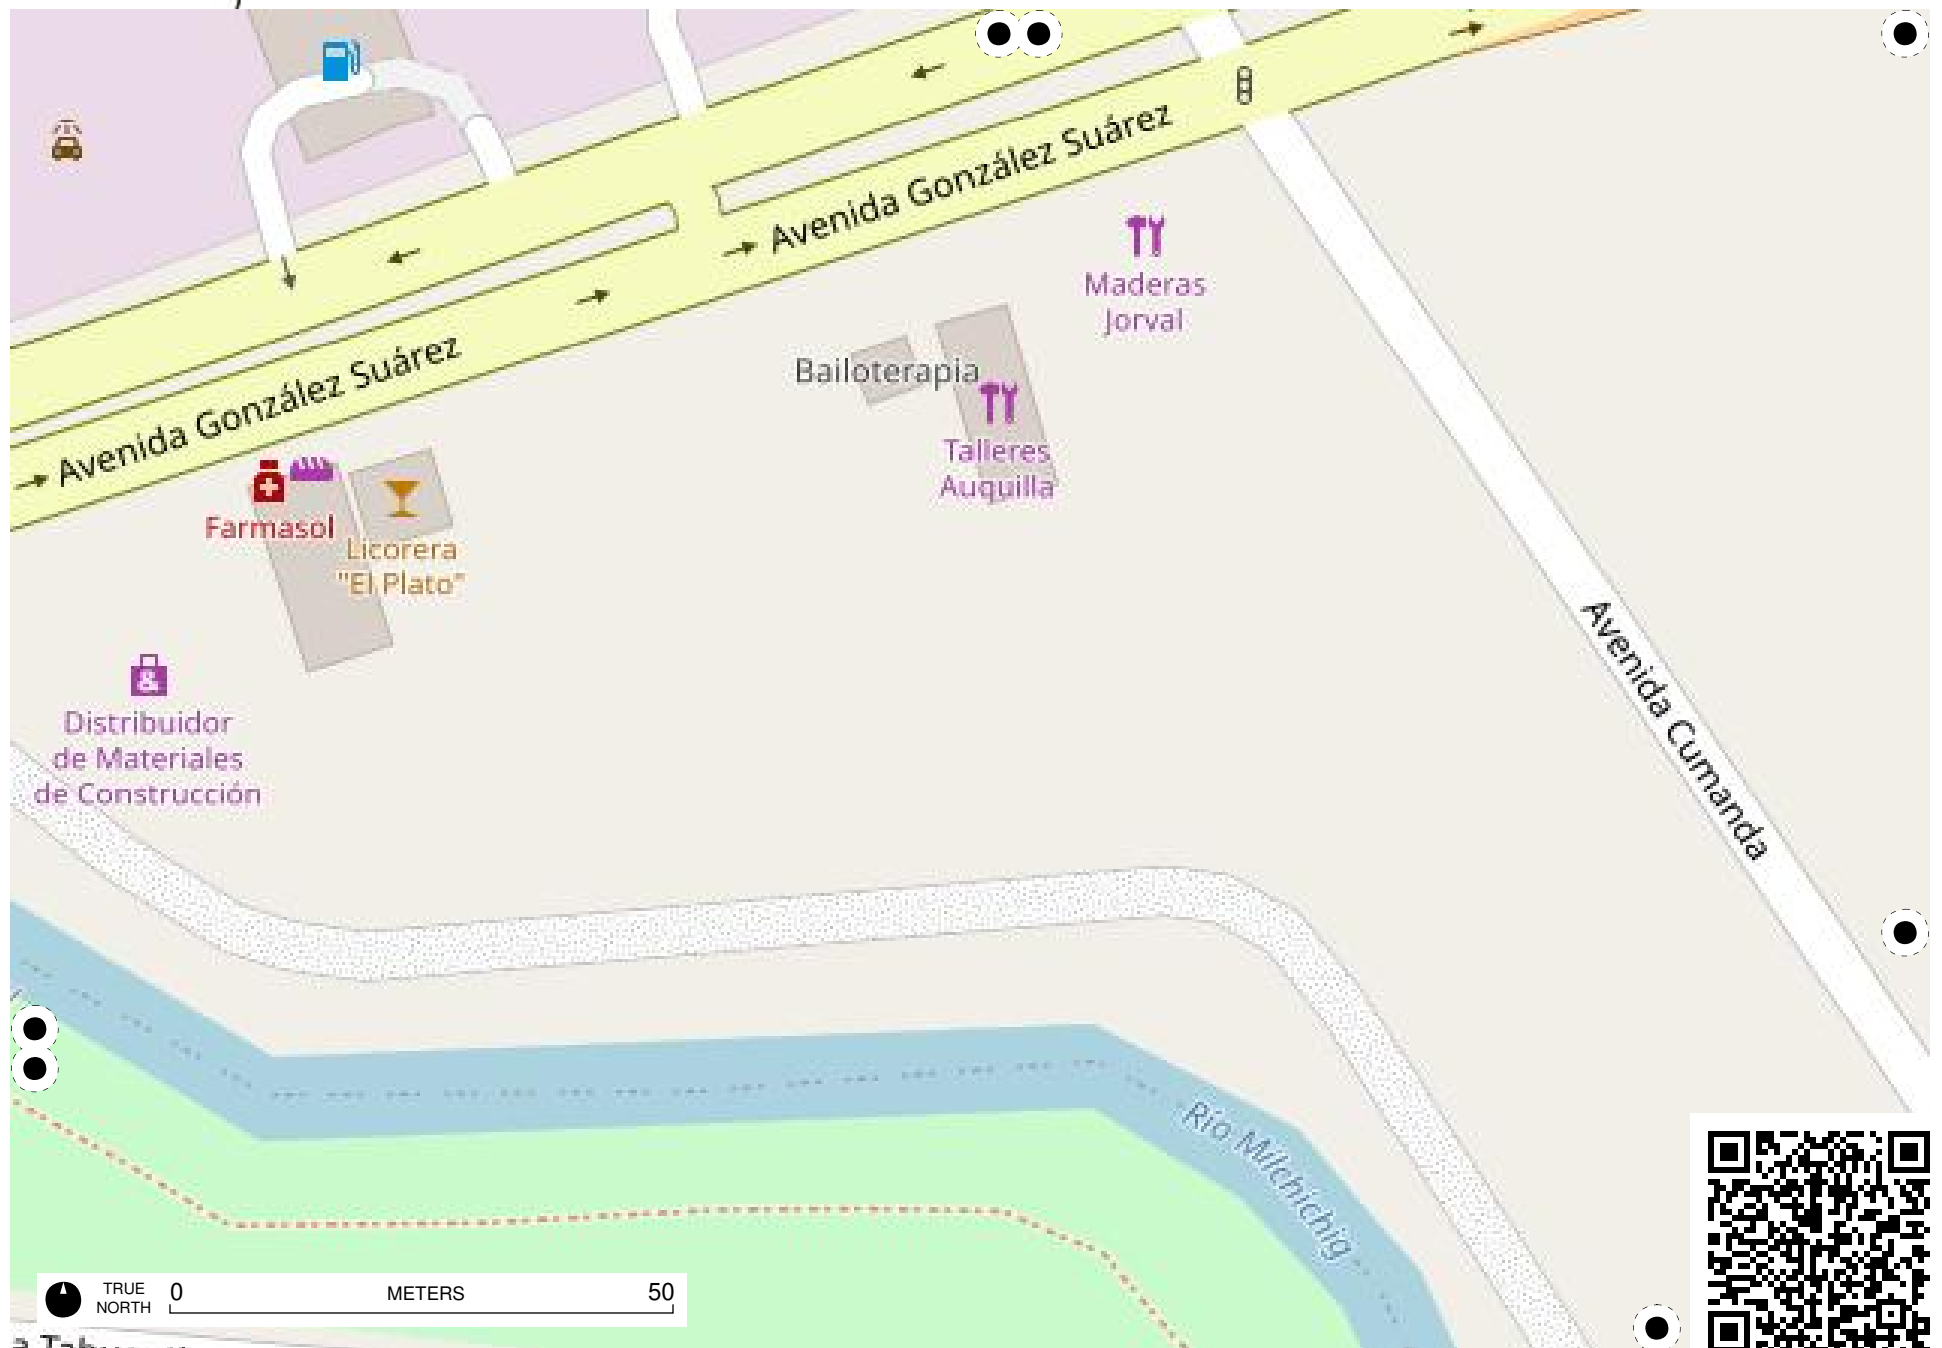 Avenida González Suárez
Maderas
Jorval
Bailoterapia
Avenida González Suárez
Talleres
Auquilla
Farmasol
Licorera
"El Plato"
Avenida Cumanda
Distribuidor
de Materiales
de Construcción
Río Milchichig
TRUE
NORTH
0 METERS 50